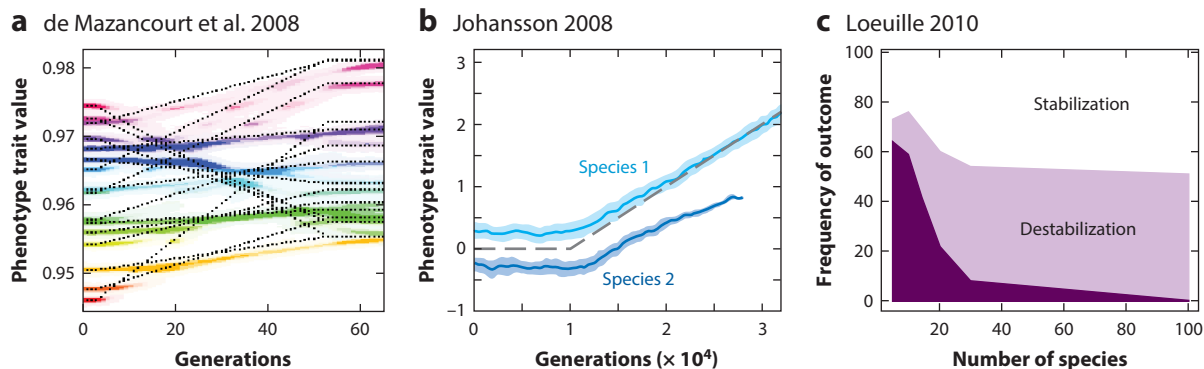 a de Mazancourt et al. 2008
Phenotype trait value
0.98
0.97
0.96
0.95
0 20 40 60
Generations
b Johansson 2008
Phenotype trait value
3
2
1
0
–1
Species 1
Species 2
0 1 2 3
Generations (× 10⁴)
c Loeuille 2010
Frequency of outcome
100
80
60
40
20
0
Stabilization
Destabilization
20 40 60 80 100
Number of species